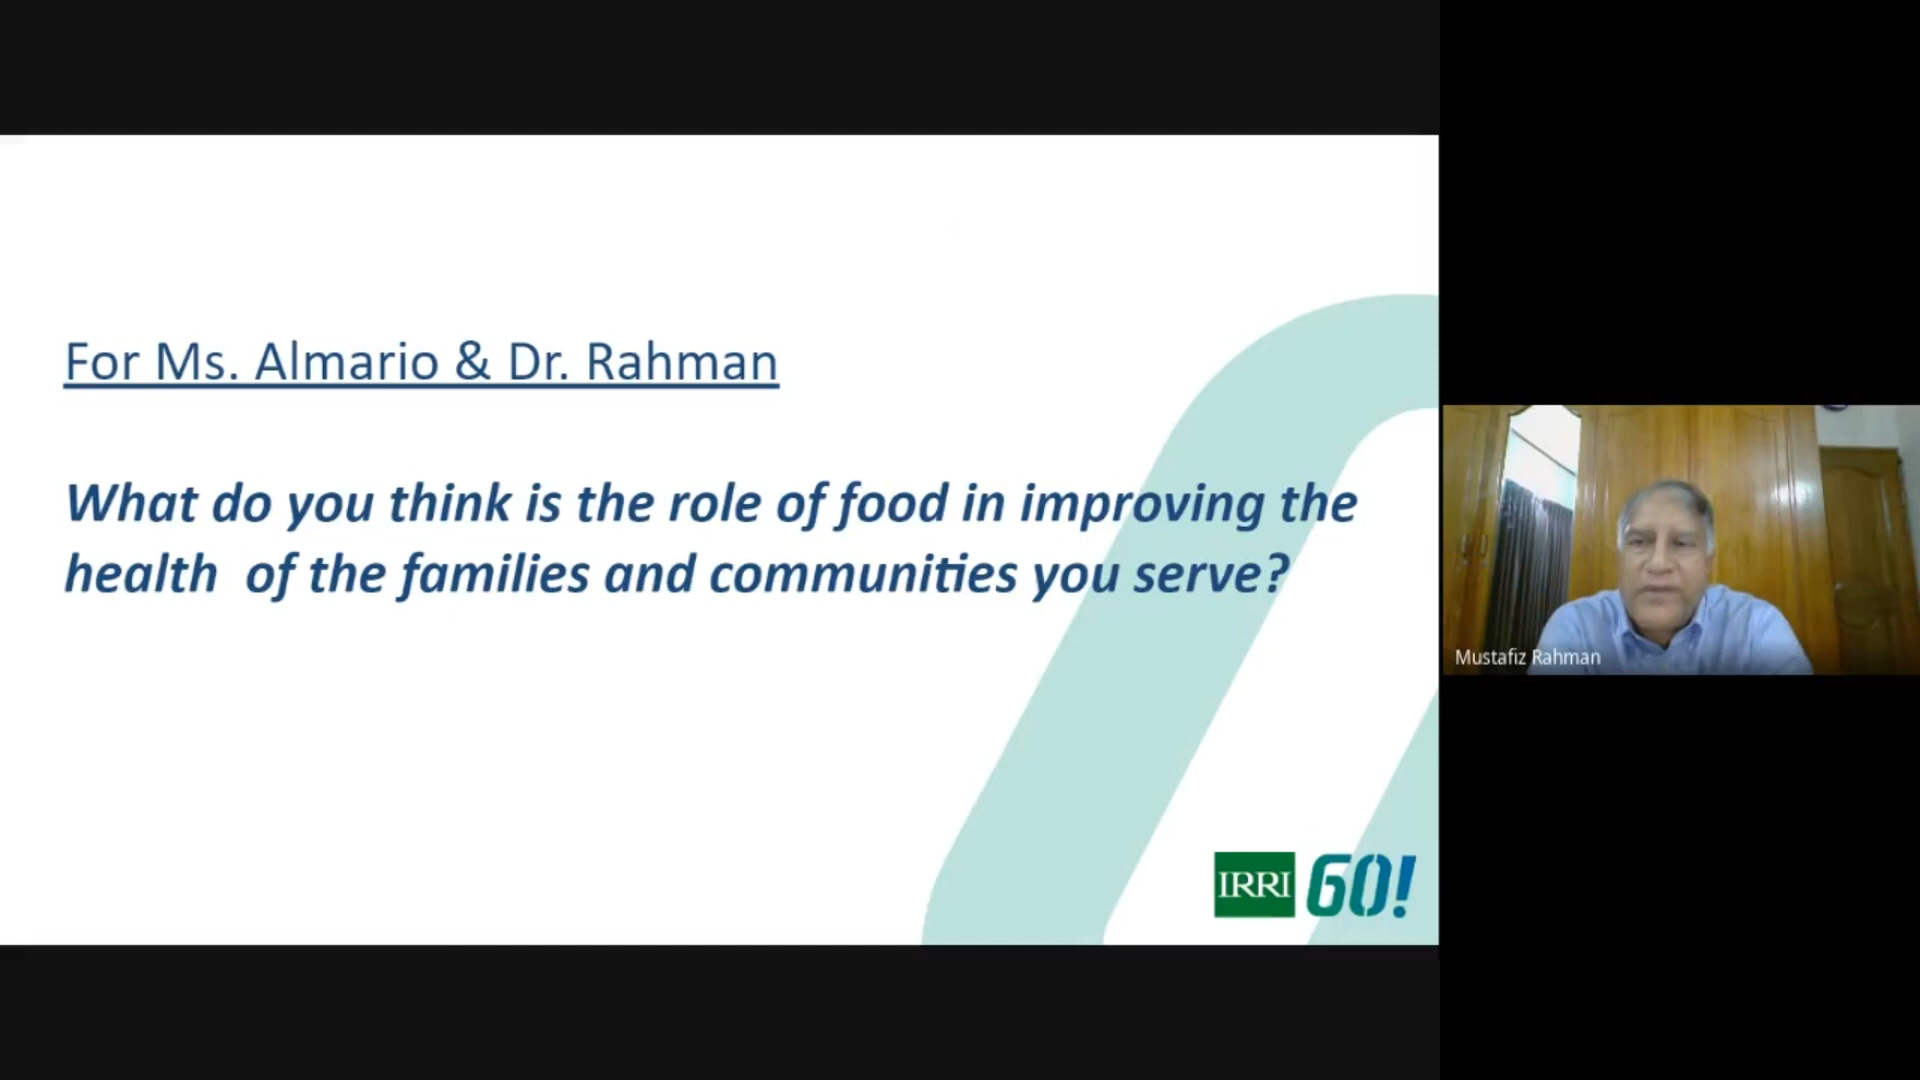 For Ms. Almario & Dr. Rahman
What do you think is the role of food in improving the
health of the families and communities you serve?
Mustafiz Rahman
IRRI 60!